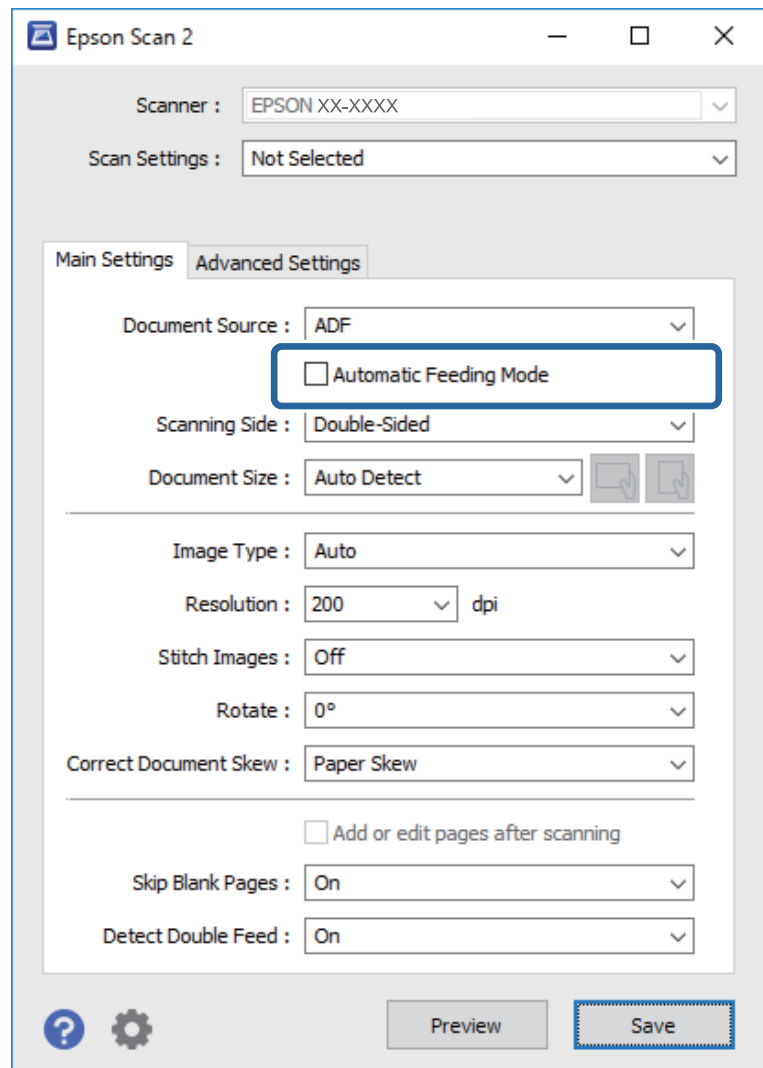 Epson Scan 2
Scanner : EPSON XX-XXXX
Scan Settings : Not Selected
Main Settings Advanced Settings
Document Source : ADF
Automatic Feeding Mode
Scanning Side : Double-Sided
Document Size : Auto Detect
Image Type : Auto
Resolution : 200 dpi
Stitch Images : Off
Rotate : 0°
Correct Document Skew : Paper Skew
Add or edit pages after scanning
Skip Blank Pages : On
Detect Double Feed : On
? Preview Save